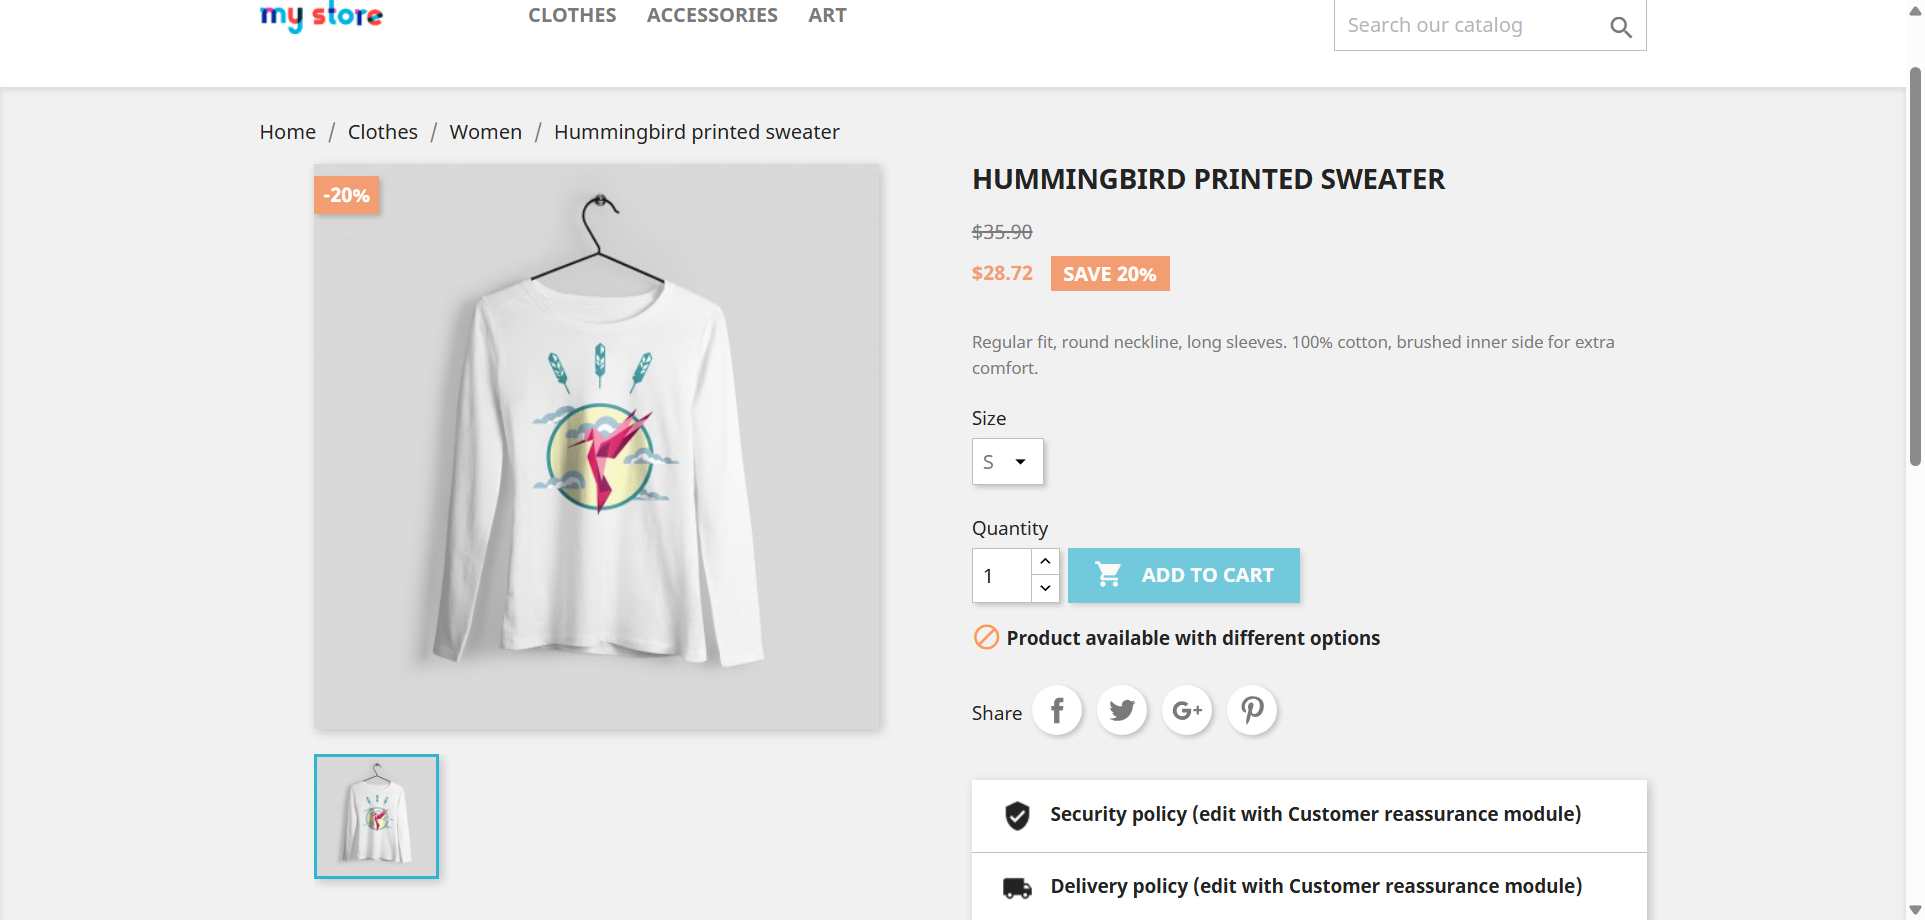 my store
CLOTHES ACCESSORIES ART
Search our catalog
Home / Clothes / Women / Hummingbird printed sweater
-20%
HUMMINGBIRD PRINTED SWEATER
$35.90
$28.72 SAVE 20%
Regular fit, round neckline, long sleeves. 100% cotton, brushed inner side for extra
comfort.
Size
S
Quantity
1 ADD TO CART
Product available with different options
Share
Security policy (edit with Customer reassurance module)
Delivery policy (edit with Customer reassurance module)